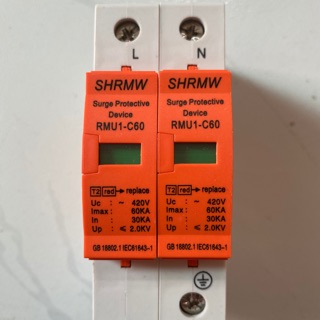 L N
SHRMW SHRMW
Surge Protective Surge Protective
Device Device
RMU1-C60 RMU1-C60
T2 red replace T2 red replace
Uc : ~ 420V Uc : ~ 420V
Imax : 60KA Imax : 60KA
In : 30KA In : 30KA
Up : ≤ 2.0KV Up : ≤ 2.0KV
GB 18802.1 IEC61643-1 GB 18802.1 IEC61643-1